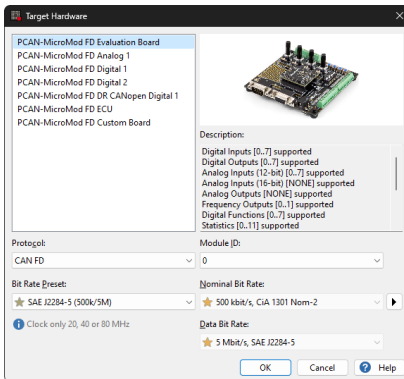 Target Hardware
PCAN-MicroMod FD Evaluation Board
PCAN-MicroMod FD Analog 1
PCAN-MicroMod FD Digital 1
PCAN-MicroMod FD Digital 2
PCAN-MicroMod FD DR CANopen Digital 1
PCAN-MicroMod FD ECU
PCAN-MicroMod FD Custom Board
Description:
Digital Inputs [0..7] supported
Digital Outputs [0..7] supported
Analog Inputs (12-bit) [0..7] supported
Analog Inputs (16-bit) [NONE] supported
Analog Outputs [NONE] supported
Frequency Outputs [0..1] supported
Digital Functions [0..7] supported
Statistics [0..11] supported
Protocol:
Module ID:
CAN FD
0
Bit Rate Preset:
Nominal Bit Rate:
SAE J2284-5 (500k/5M)
500 kbit/s, CiA 1301 Nom-2
Clock only 20, 40 or 80 MHz
Data Bit Rate:
5 Mbit/s, SAE J2284-5
OK
Cancel
Help